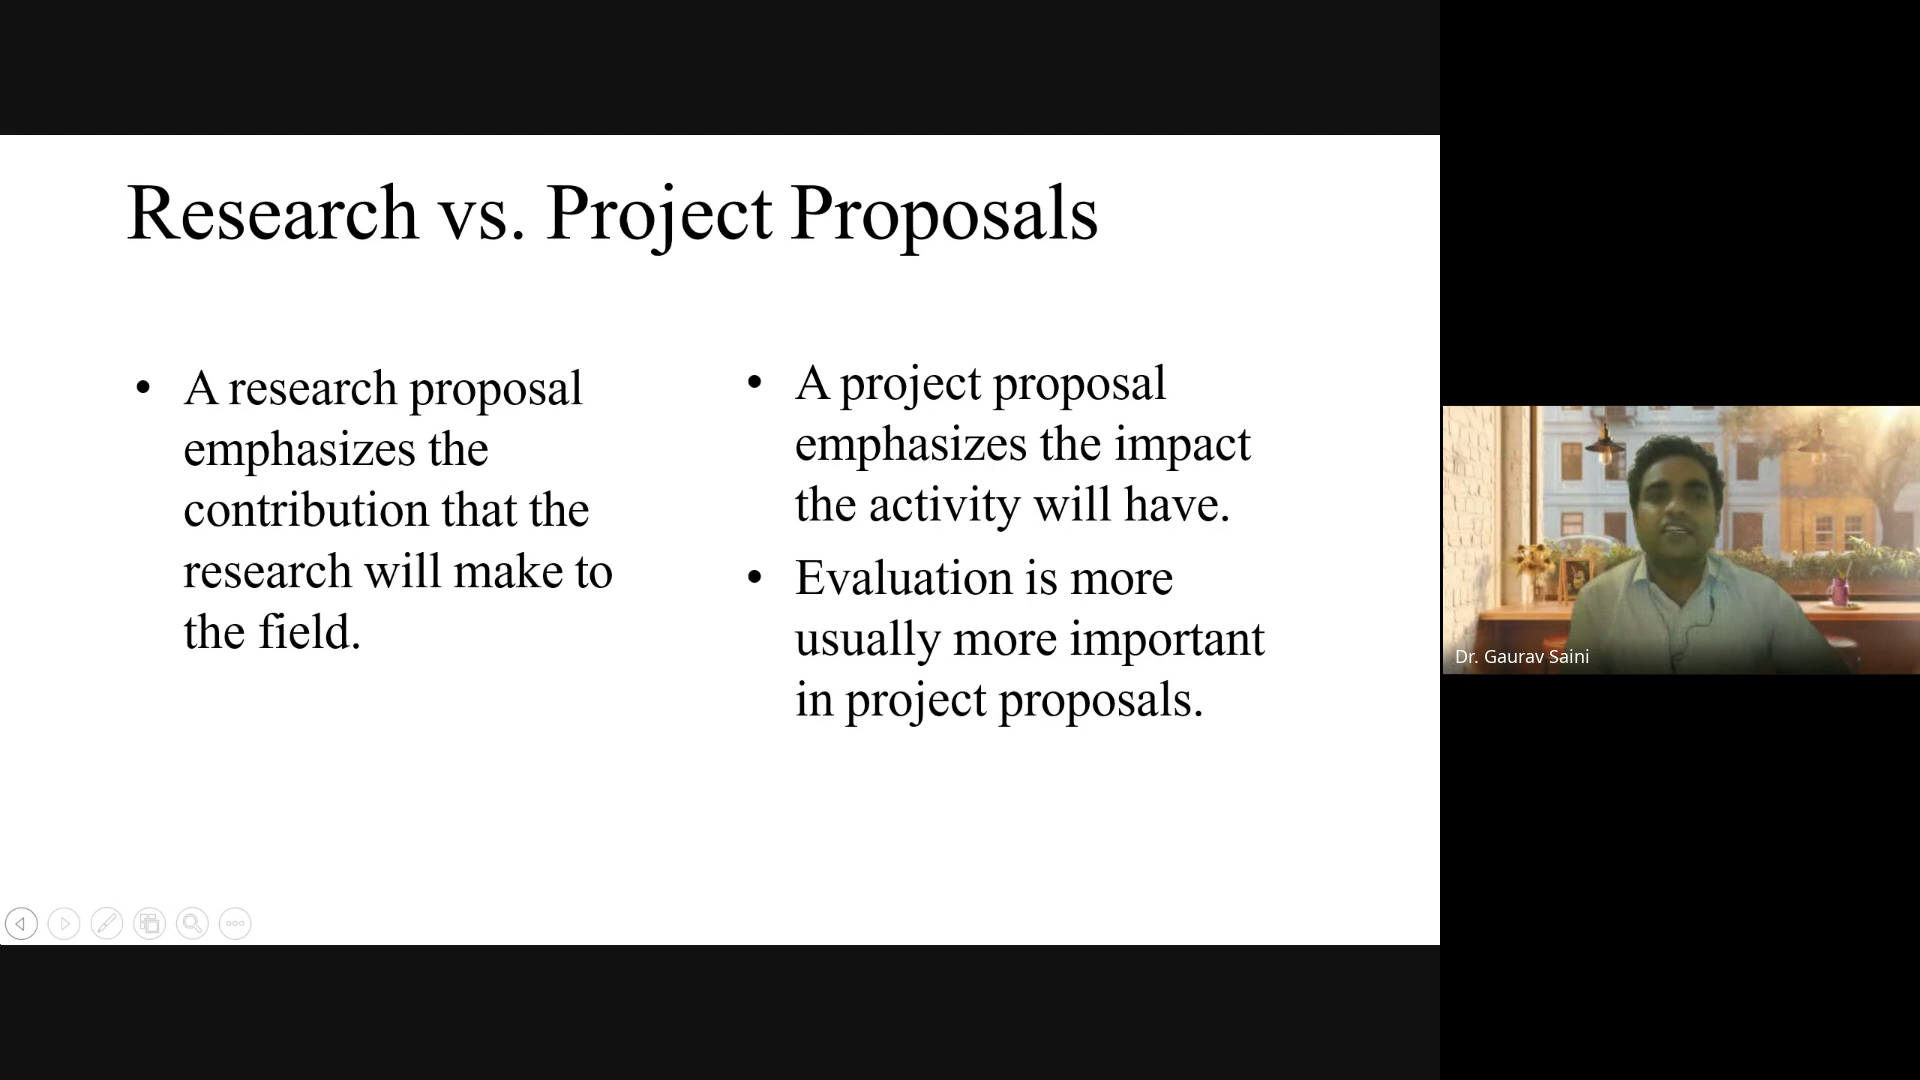 Research vs. Project Proposals
• A research proposal
emphasizes the
contribution that the
research will make to
the field.
• A project proposal
emphasizes the impact
the activity will have.
• Evaluation is more
usually more important
in project proposals.
Dr. Gaurav Saini